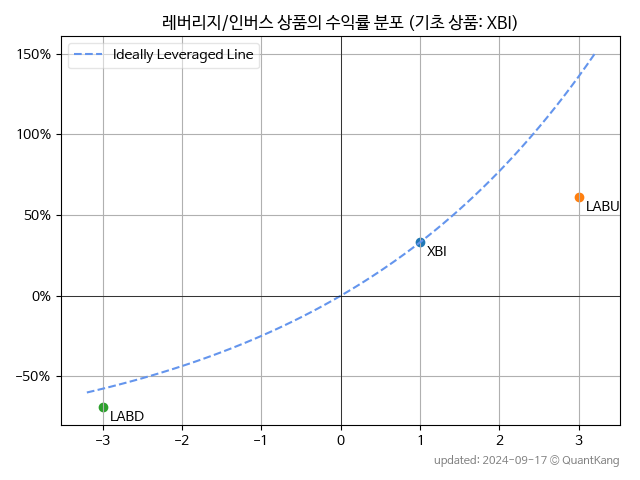 레버리지/인버스 상품의 수익률 분포 (기초 상품: XBI)
150%
Ideally Leveraged Line
100%
50%
LABU
XBI
0%
-50%
LABD
-3 -2 -1 0 1 2 3
updated: 2024-09-17 © QuantKang